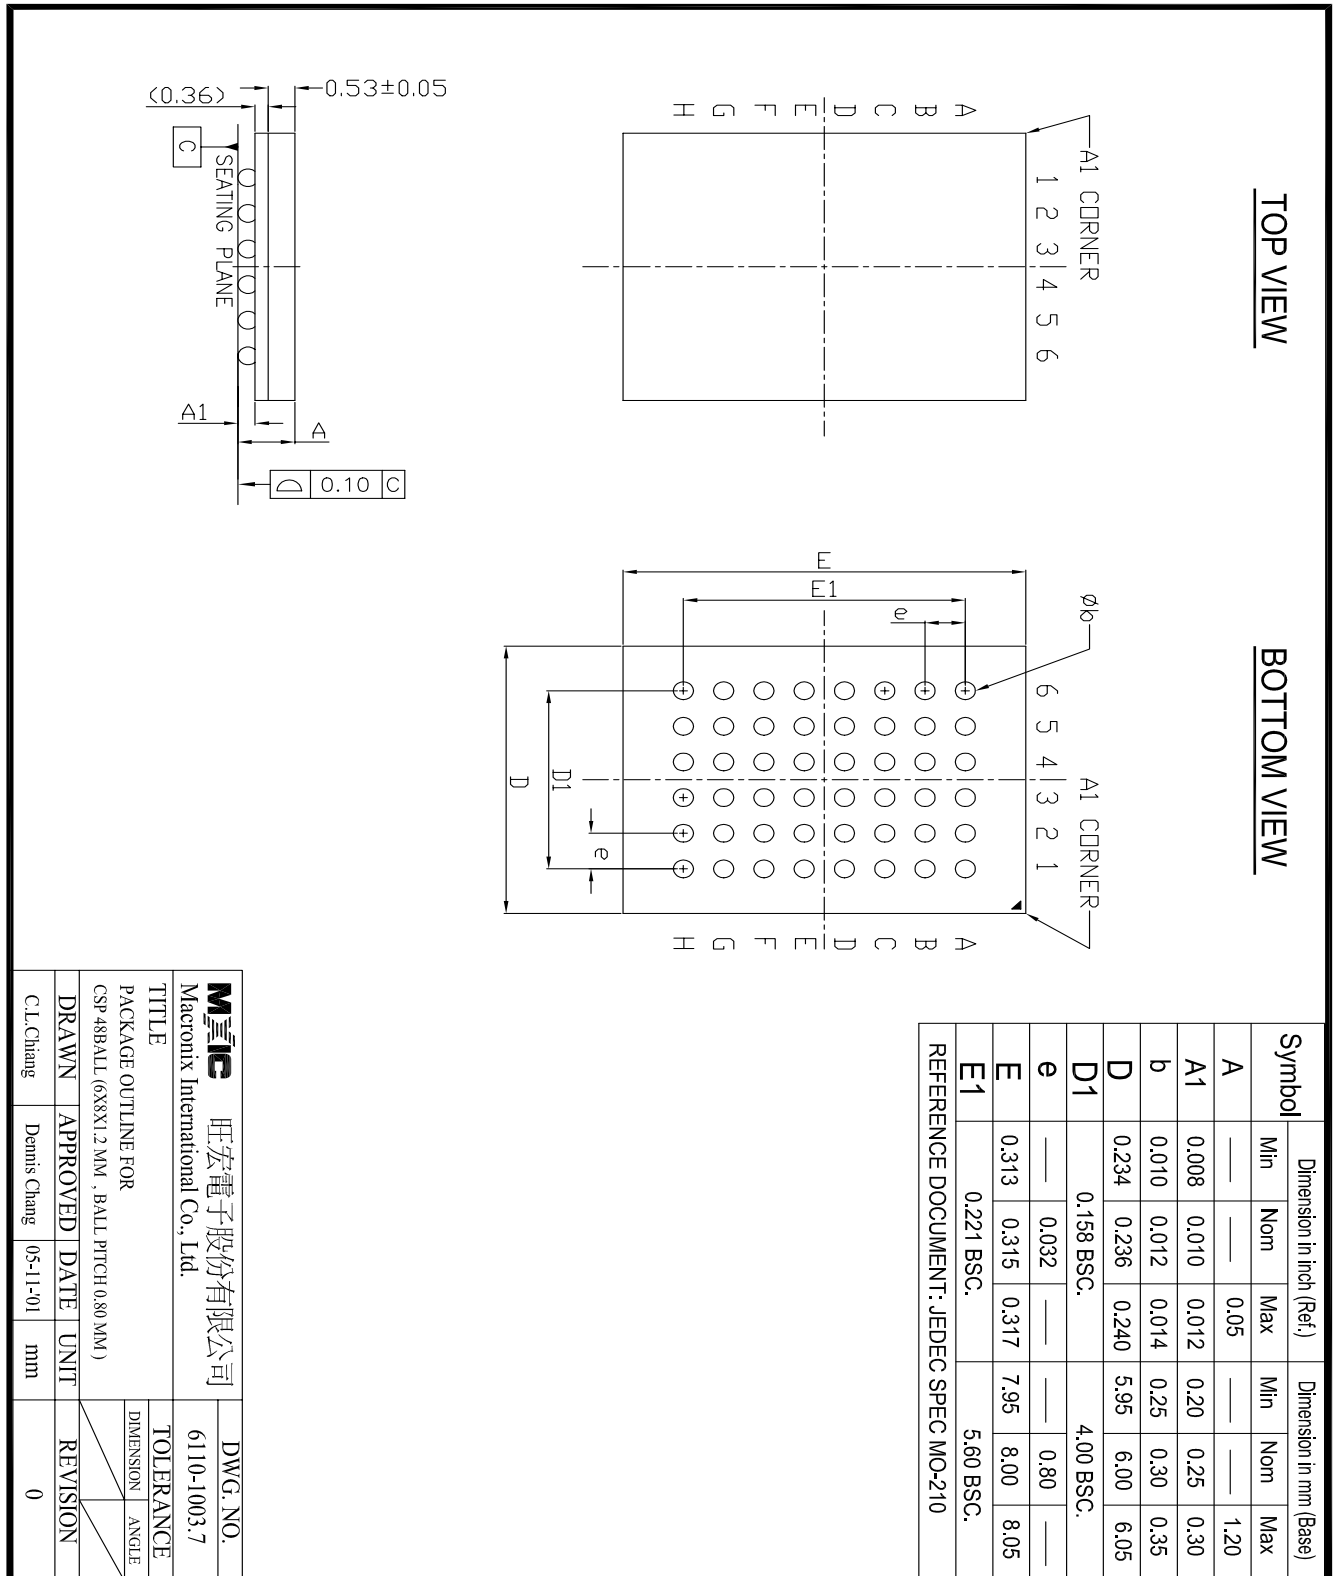 TOP VIEW
BOTTOM VIEW
A1 CORNER
1 2 3 4 5 6
A
B
C
D
E
F
G
H
Øb
A1 CORNER
6 5 4 3 2 1
A
B
C
D
E
F
G
H
E
E1
e
e
D1
D
0.53±0.05
(0.36)
C
SEATING PLANE
A1
A
0.10 C
Symbol Dimension in inch (Ref.) Dimension in mm (Base)
Min Nom Max Min Nom Max
A — — 0.05 — — 1.20
A1 0.008 0.010 0.012 0.20 0.25 0.30
b 0.010 0.012 0.014 0.25 0.30 0.35
D 0.234 0.236 0.240 5.95 6.00 6.05
D1 0.158 BSC. 4.00 BSC.
e — 0.032 — — 0.80 —
E 0.313 0.315 0.317 7.95 8.00 8.05
E1 0.221 BSC. 5.60 BSC.
REFERENCE DOCUMENT: JEDEC SPEC MO-210
MXIC 旺宏電子股份有限公司
Macronix International Co., Ltd.
DWG. NO.
6110-1003.7
TITLE
PACKAGE OUTLINE FOR
CSP 48BALL (6X8X1.2 MM , BALL PITCH 0.80 MM )
TOLERANCE
DIMENSION ANGLE
DRAWN APPROVED DATE UNIT REVISION
C.L.Chiang Dennis Chang 05-11-'01 mm 0